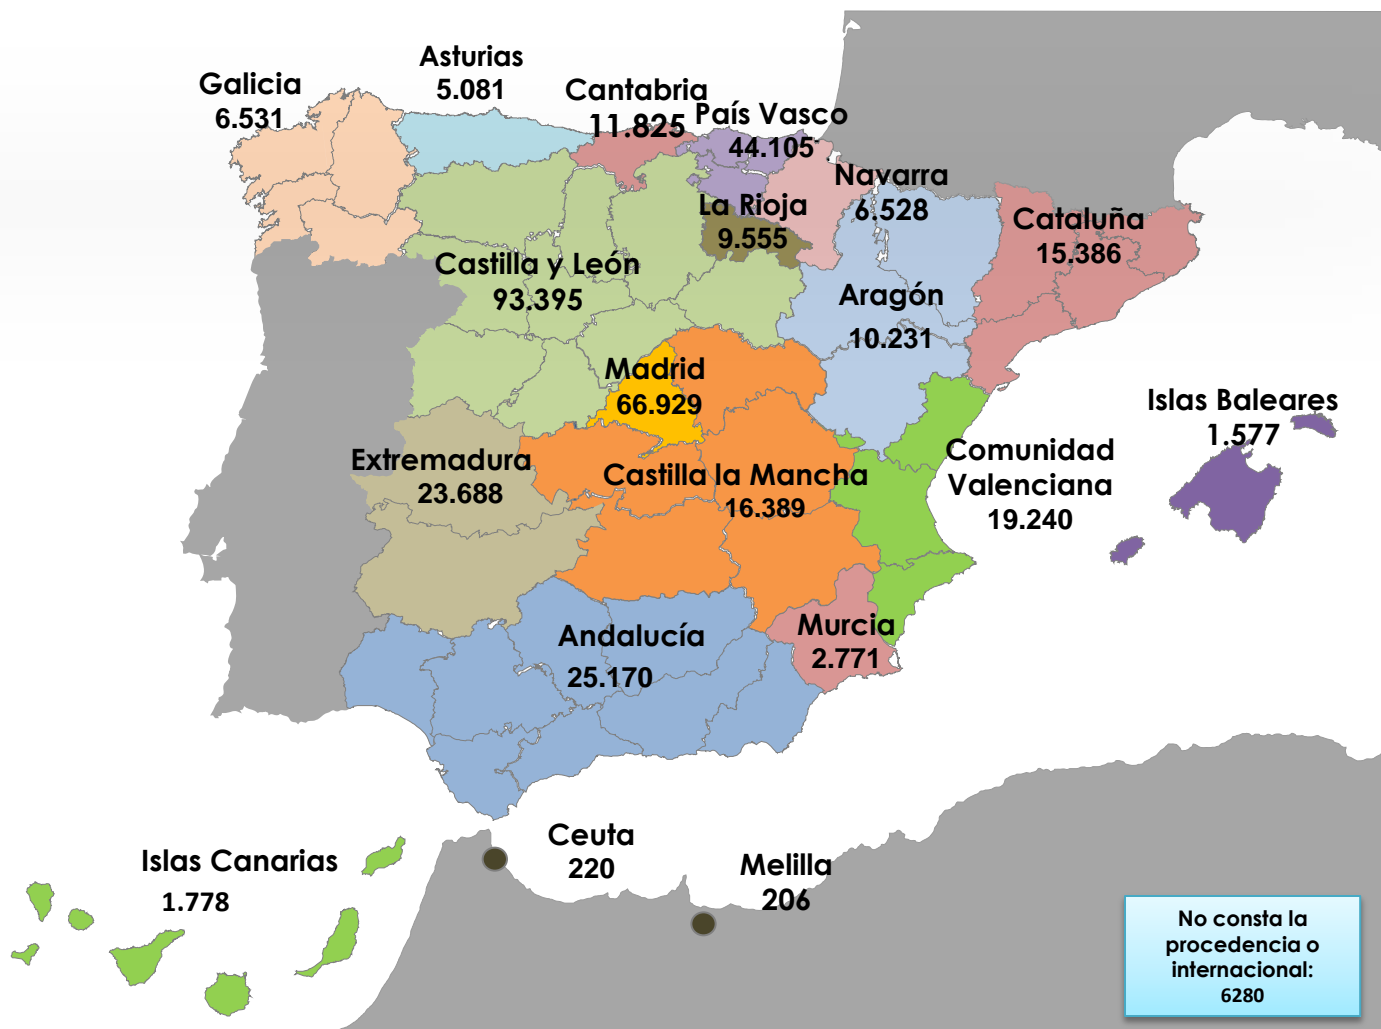 Asturias
5.081
Galicia
6.531
Cantabria
11.825
País Vasco
44.105
Navarra
6.528
La Rioja
9.555
Cataluña
15.386
Castilla y León
93.395
Aragón
10.231
Madrid
66.929
Islas Baleares
1.577
Extremadura
23.688
Castilla la Mancha
16.389
Comunidad
Valenciana
19.240
Andalucía
25.170
Murcia
2.771
Ceuta
220
Islas Canarias
1.778
Melilla
206
No consta la
procedencia o
internacional:
6280